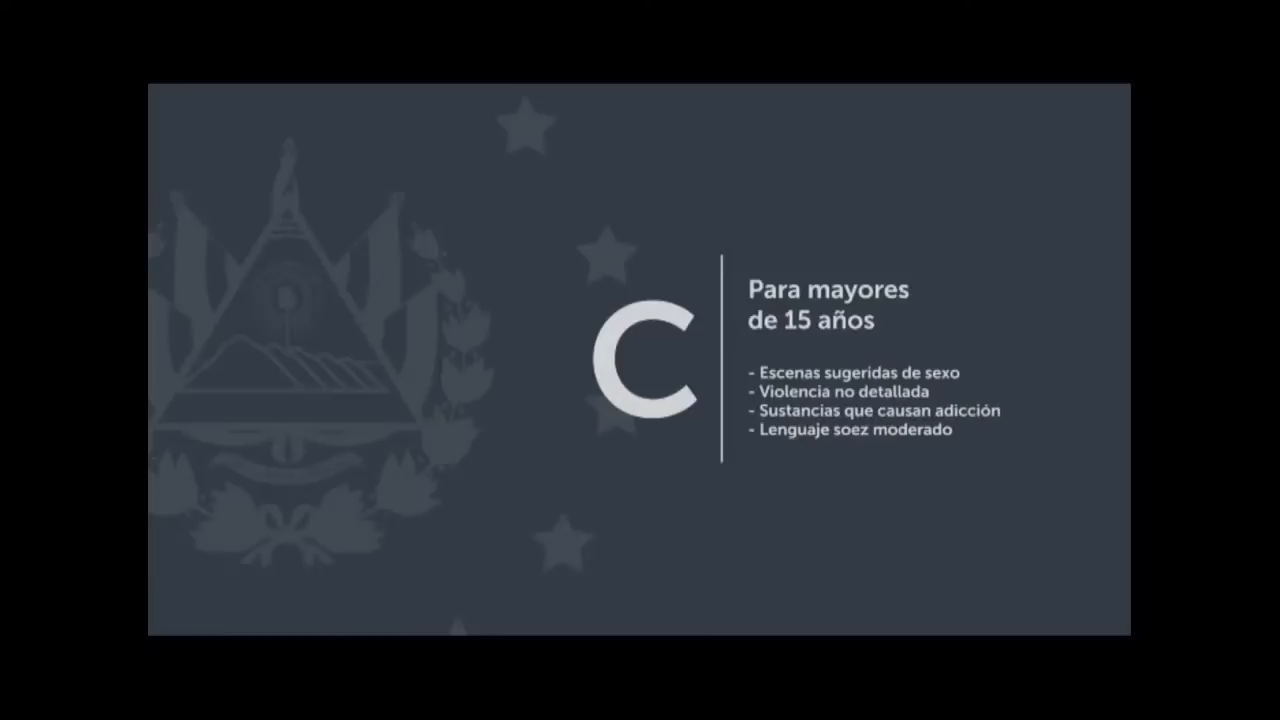 C
Para mayores
de 15 años
- Escenas sugeridas de sexo
- Violencia no detallada
- Sustancias que causan adicción
- Lenguaje soez moderado